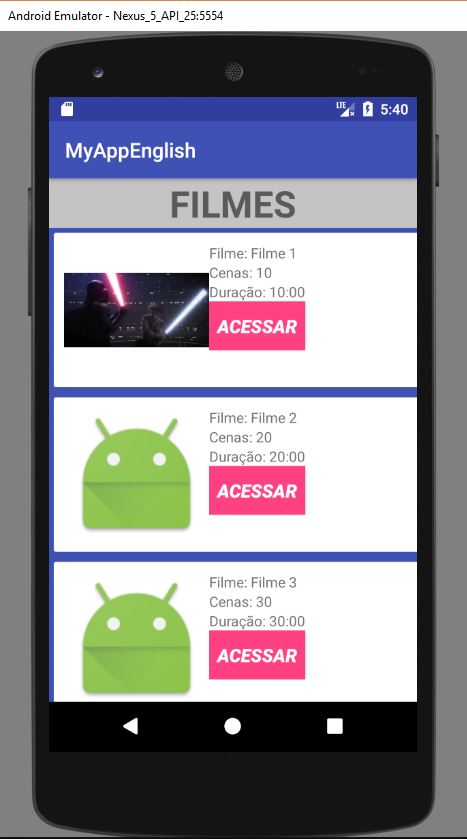 Android Emulator - Nexus_5_API_25:5554
LTE 5:40
MyAppEnglish
FILMES
Filme: Filme 1
Cenas: 10
Duração: 10:00
ACESSAR
Filme: Filme 2
Cenas: 20
Duração: 20:00
ACESSAR
Filme: Filme 3
Cenas: 30
Duração: 30:00
ACESSAR